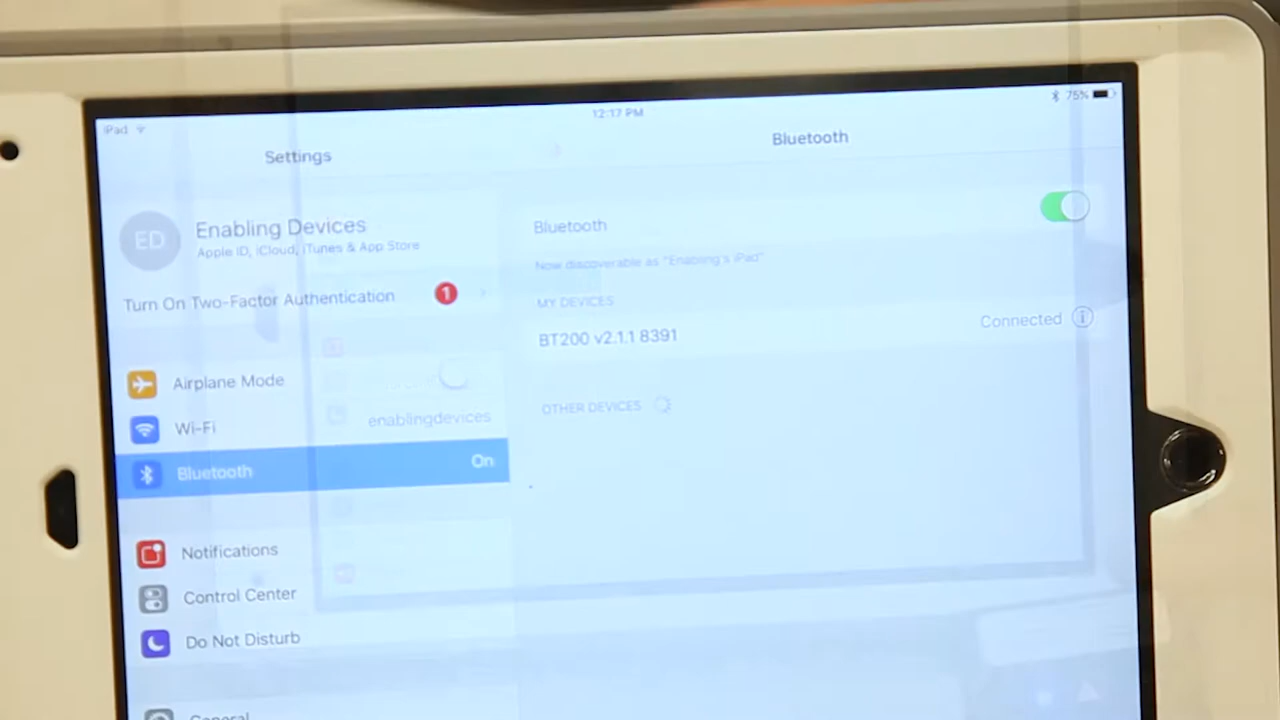 iPad
12:17 PM
75%
Settings
Bluetooth
ED
Enabling Devices
Apple ID, iCloud, iTunes & App Store
Turn On Two-Factor Authentication
1
Airplane Mode
Wi-Fi
enablingdevices
Bluetooth
On
Notifications
Control Center
Do Not Disturb
General
Bluetooth
Now discoverable as "Enabling's iPad"
MY DEVICES
BT200 v2.1.1 8391
Connected
OTHER DEVICES